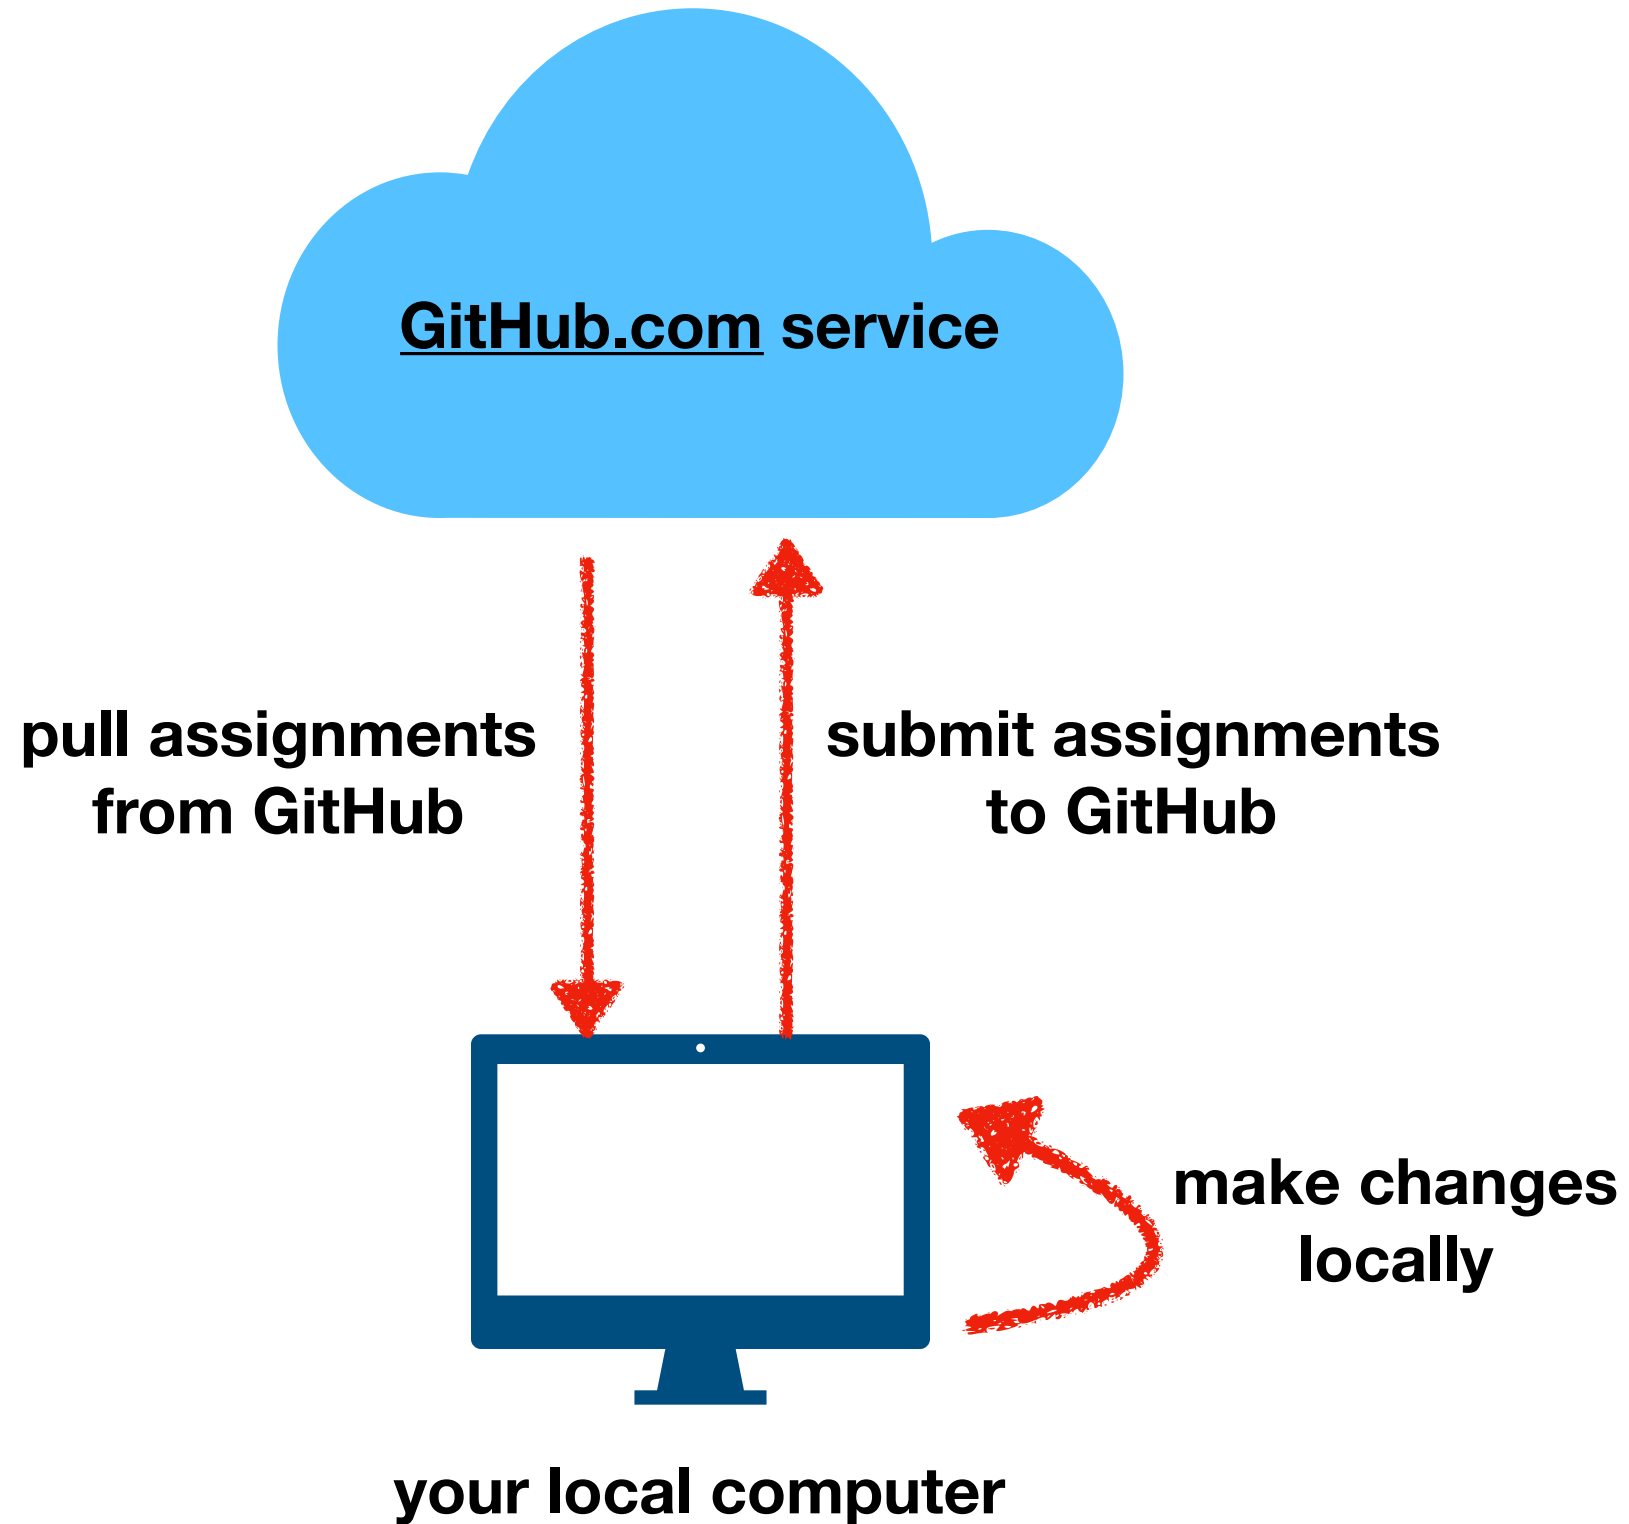 GitHub.com service
pull assignments
from GitHub
submit assignments
to GitHub
make changes
locally
your local computer